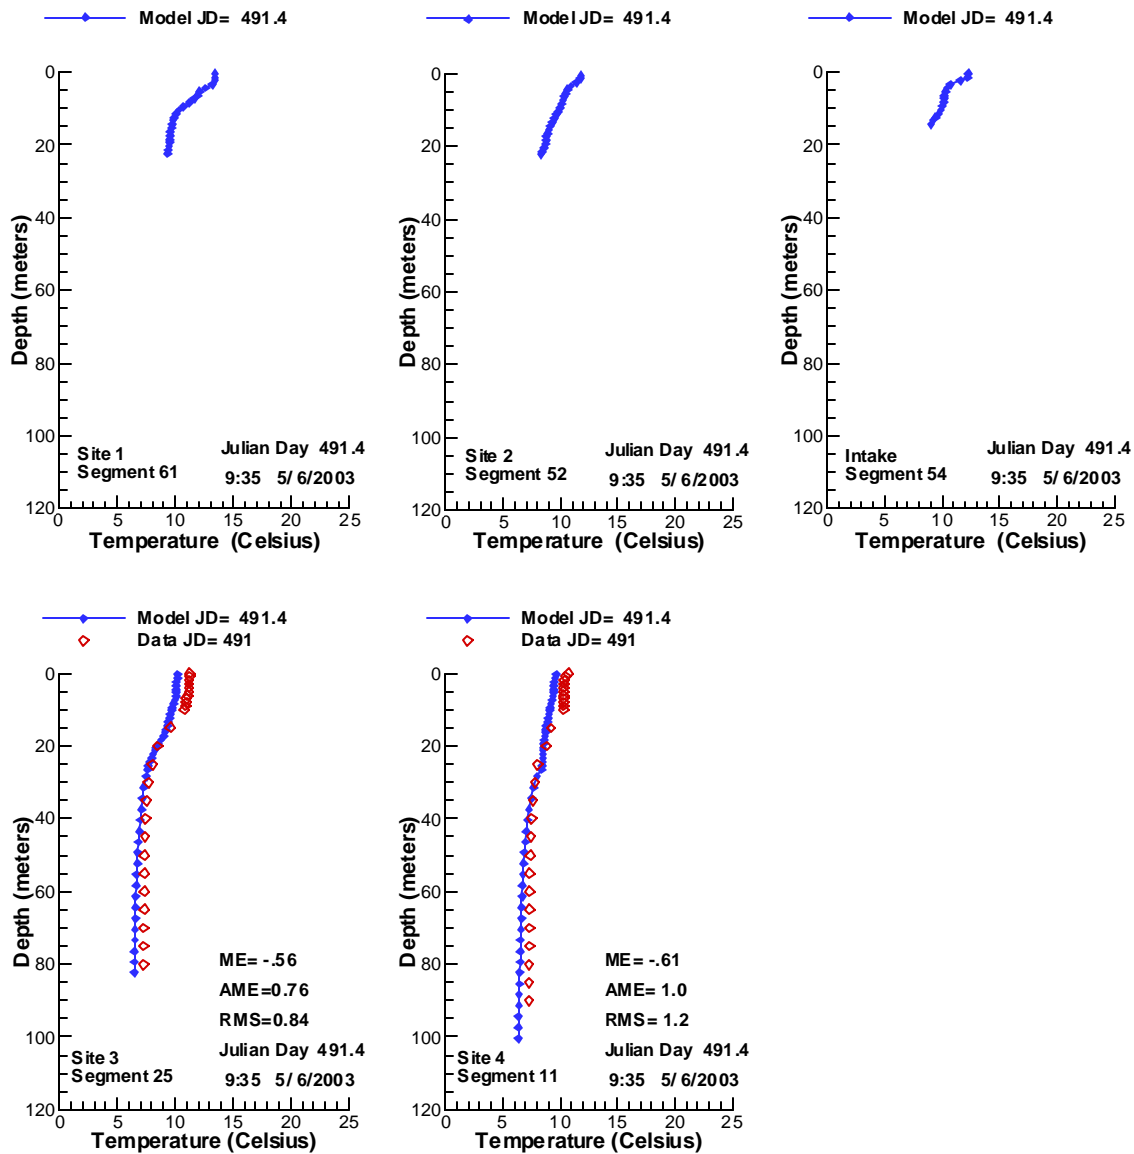 Model JD= 491.4
0
20
40
60
80
100
120
Depth (meters)
Site 1
Segment 61
Julian Day 491.4
9:35 5/ 6/2003
0 5 10 15 20 25
Temperature (Celsius)
Model JD= 491.4
0
20
40
60
80
100
120
Depth (meters)
Site 2
Segment 52
Julian Day 491.4
9:35 5/ 6/2003
0 5 10 15 20 25
Temperature (Celsius)
Model JD= 491.4
0
20
40
60
80
100
120
Depth (meters)
Intake
Segment 54
Julian Day 491.4
9:35 5/ 6/2003
0 5 10 15 20 25
Temperature (Celsius)
Model JD= 491.4
Data JD= 491
0
20
40
60
80
100
120
Depth (meters)
ME= -.56
AME=0.76
RMS=0.84
Site 3
Segment 25
Julian Day 491.4
9:35 5/ 6/2003
0 5 10 15 20 25
Temperature (Celsius)
Model JD= 491.4
Data JD= 491
0
20
40
60
80
100
120
Depth (meters)
ME= -.61
AME= 1.0
RMS= 1.2
Site 4
Segment 11
Julian Day 491.4
9:35 5/ 6/2003
0 5 10 15 20 25
Temperature (Celsius)